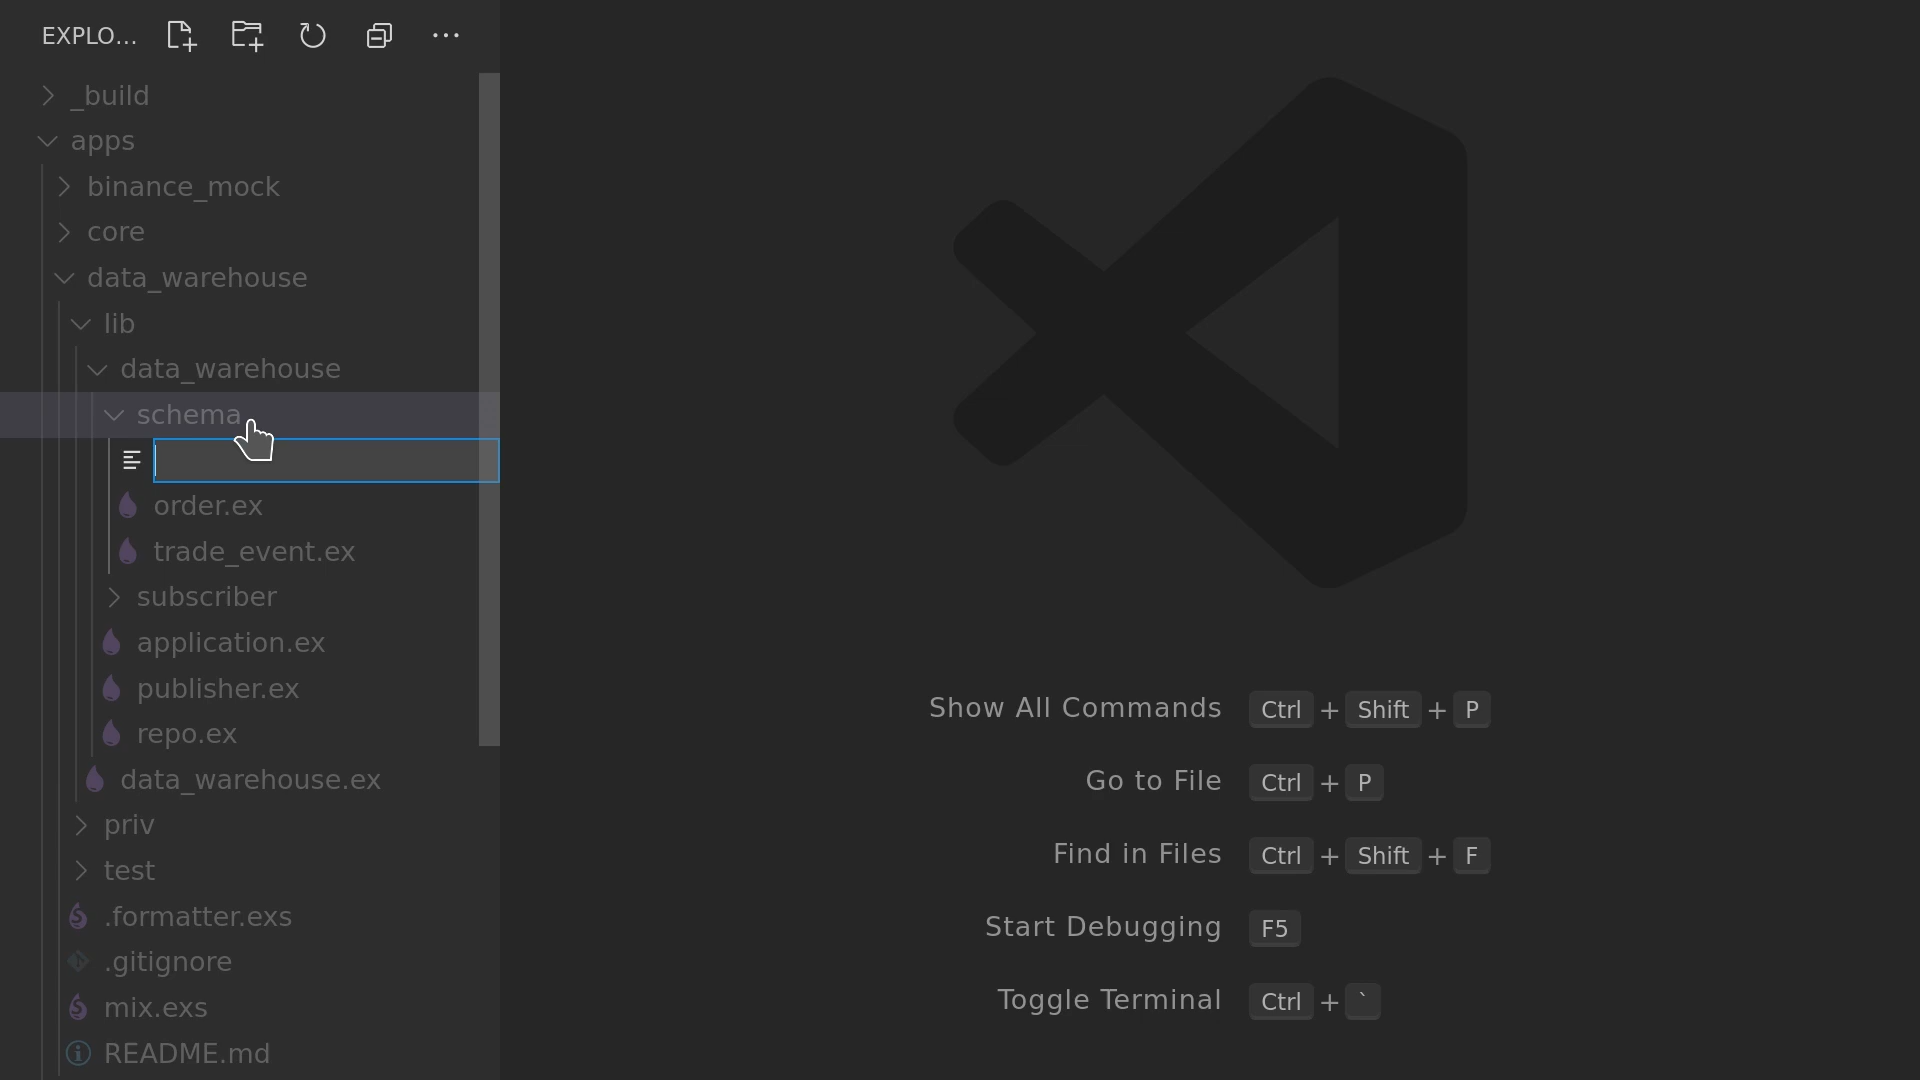 EXPLO...
_build
apps
binance_mock
core
data_warehouse
lib
data_warehouse
schema
order.ex
trade_event.ex
subscriber
application.ex
publisher.ex
repo.ex
data_warehouse.ex
priv
test
.formatter.exs
.gitignore
mix.exs
README.md
Show All Commands Ctrl + Shift + P
Go to File Ctrl + P
Find in Files Ctrl + Shift + F
Start Debugging F5
Toggle Terminal Ctrl + `